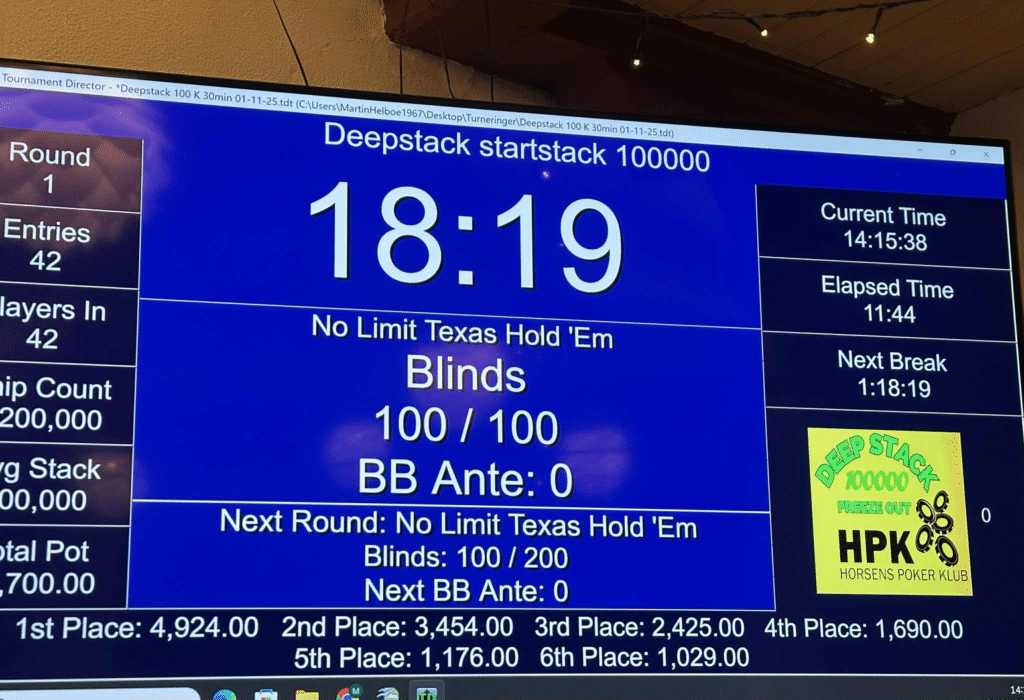 Tournament Director - *Deepstack 100 K 30min 01-11-25.tdt (C:\Users\MartinHelboe1967\Desktop\Turneringer\Deepstack 100 K 30min 01-11-25.tdt)
Deepstack startstack 100000
Round
1
Entries
42
layers In
42
ip Count
200,000
vg Stack
00,000
otal Pot
,700.00
18:19
No Limit Texas Hold 'Em
Blinds
100 / 100
BB Ante: 0
Next Round: No Limit Texas Hold 'Em
Blinds: 100 / 200
Next BB Ante: 0
Current Time
14:15:38
Elapsed Time
11:44
Next Break
1:18:19
DEEP STACK
100000
FREEZE OUT
HPK
HORSENS POKER KLUB
0
1st Place: 4,924.00 2nd Place: 3,454.00 3rd Place: 2,425.00 4th Place: 1,690.00
5th Place: 1,176.00 6th Place: 1,029.00
14: